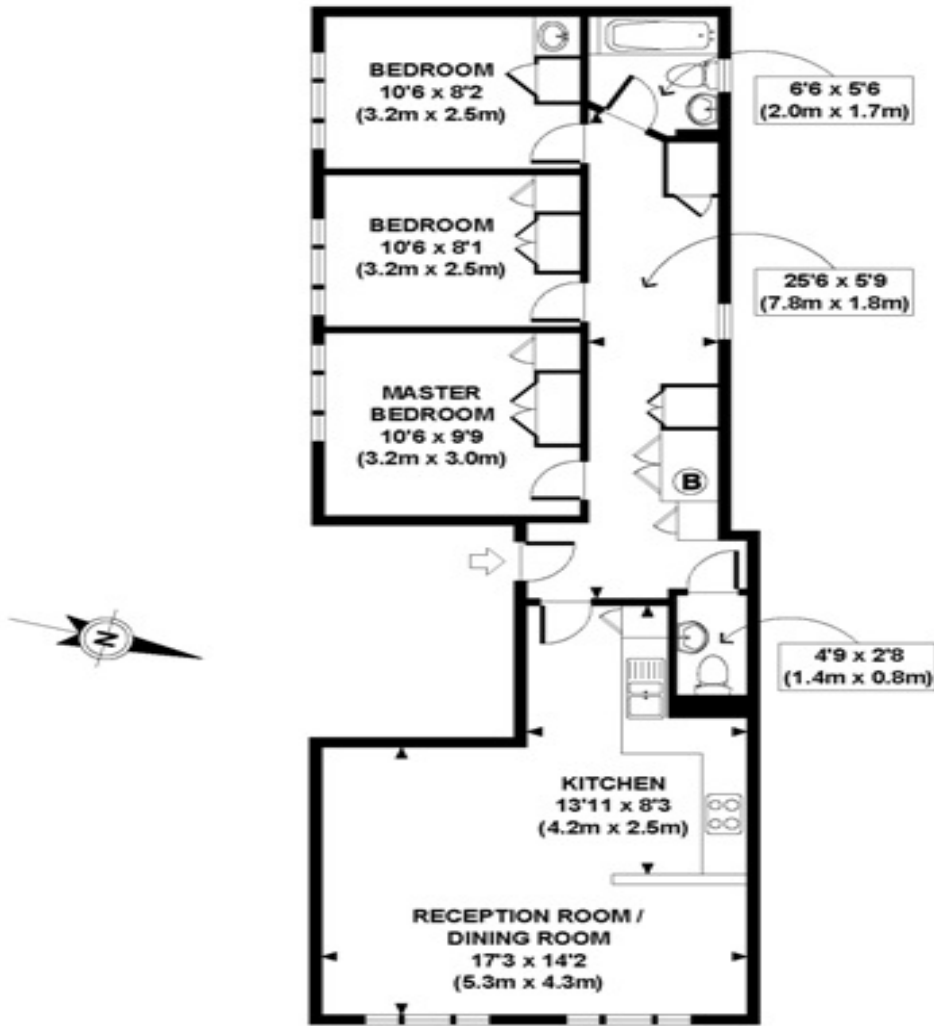 BEDROOM
10'6 x 8'2
(3.2m x 2.5m)
6'6 x 5'6
(2.0m x 1.7m)
BEDROOM
10'6 x 8'1
(3.2m x 2.5m)
25'6 x 5'9
(7.8m x 1.8m)
MASTER
BEDROOM
10'6 x 9'9
(3.2m x 3.0m)
B
N
4'9 x 2'8
(1.4m x 0.8m)
KITCHEN
13'11 x 8'3
(4.2m x 2.5m)
RECEPTION ROOM /
DINING ROOM
17'3 x 14'2
(5.3m x 4.3m)